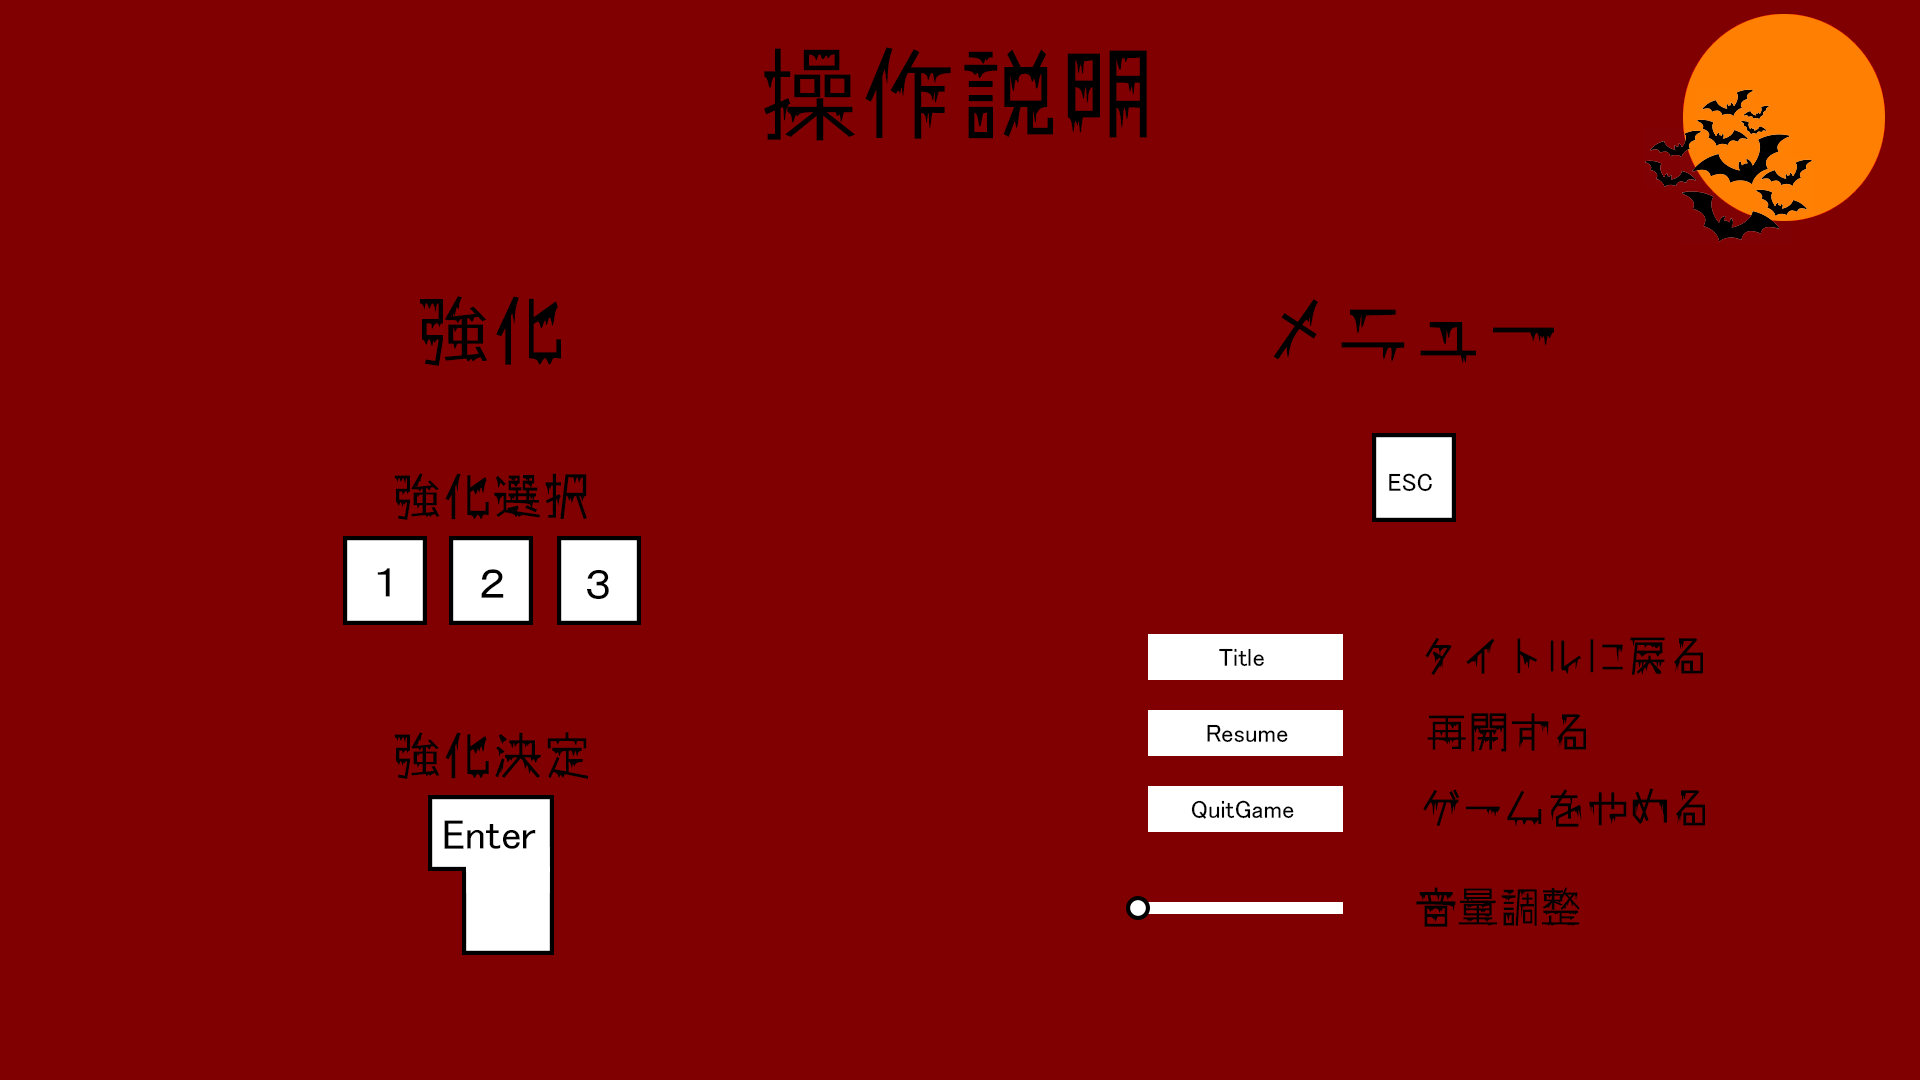 操作説明
強化
強化選択
1 2 3
強化決定
Enter
メニュー
ESC
Title タイトルに戻る
Resume 再開する
QuitGame ゲームをやめる
音量調整